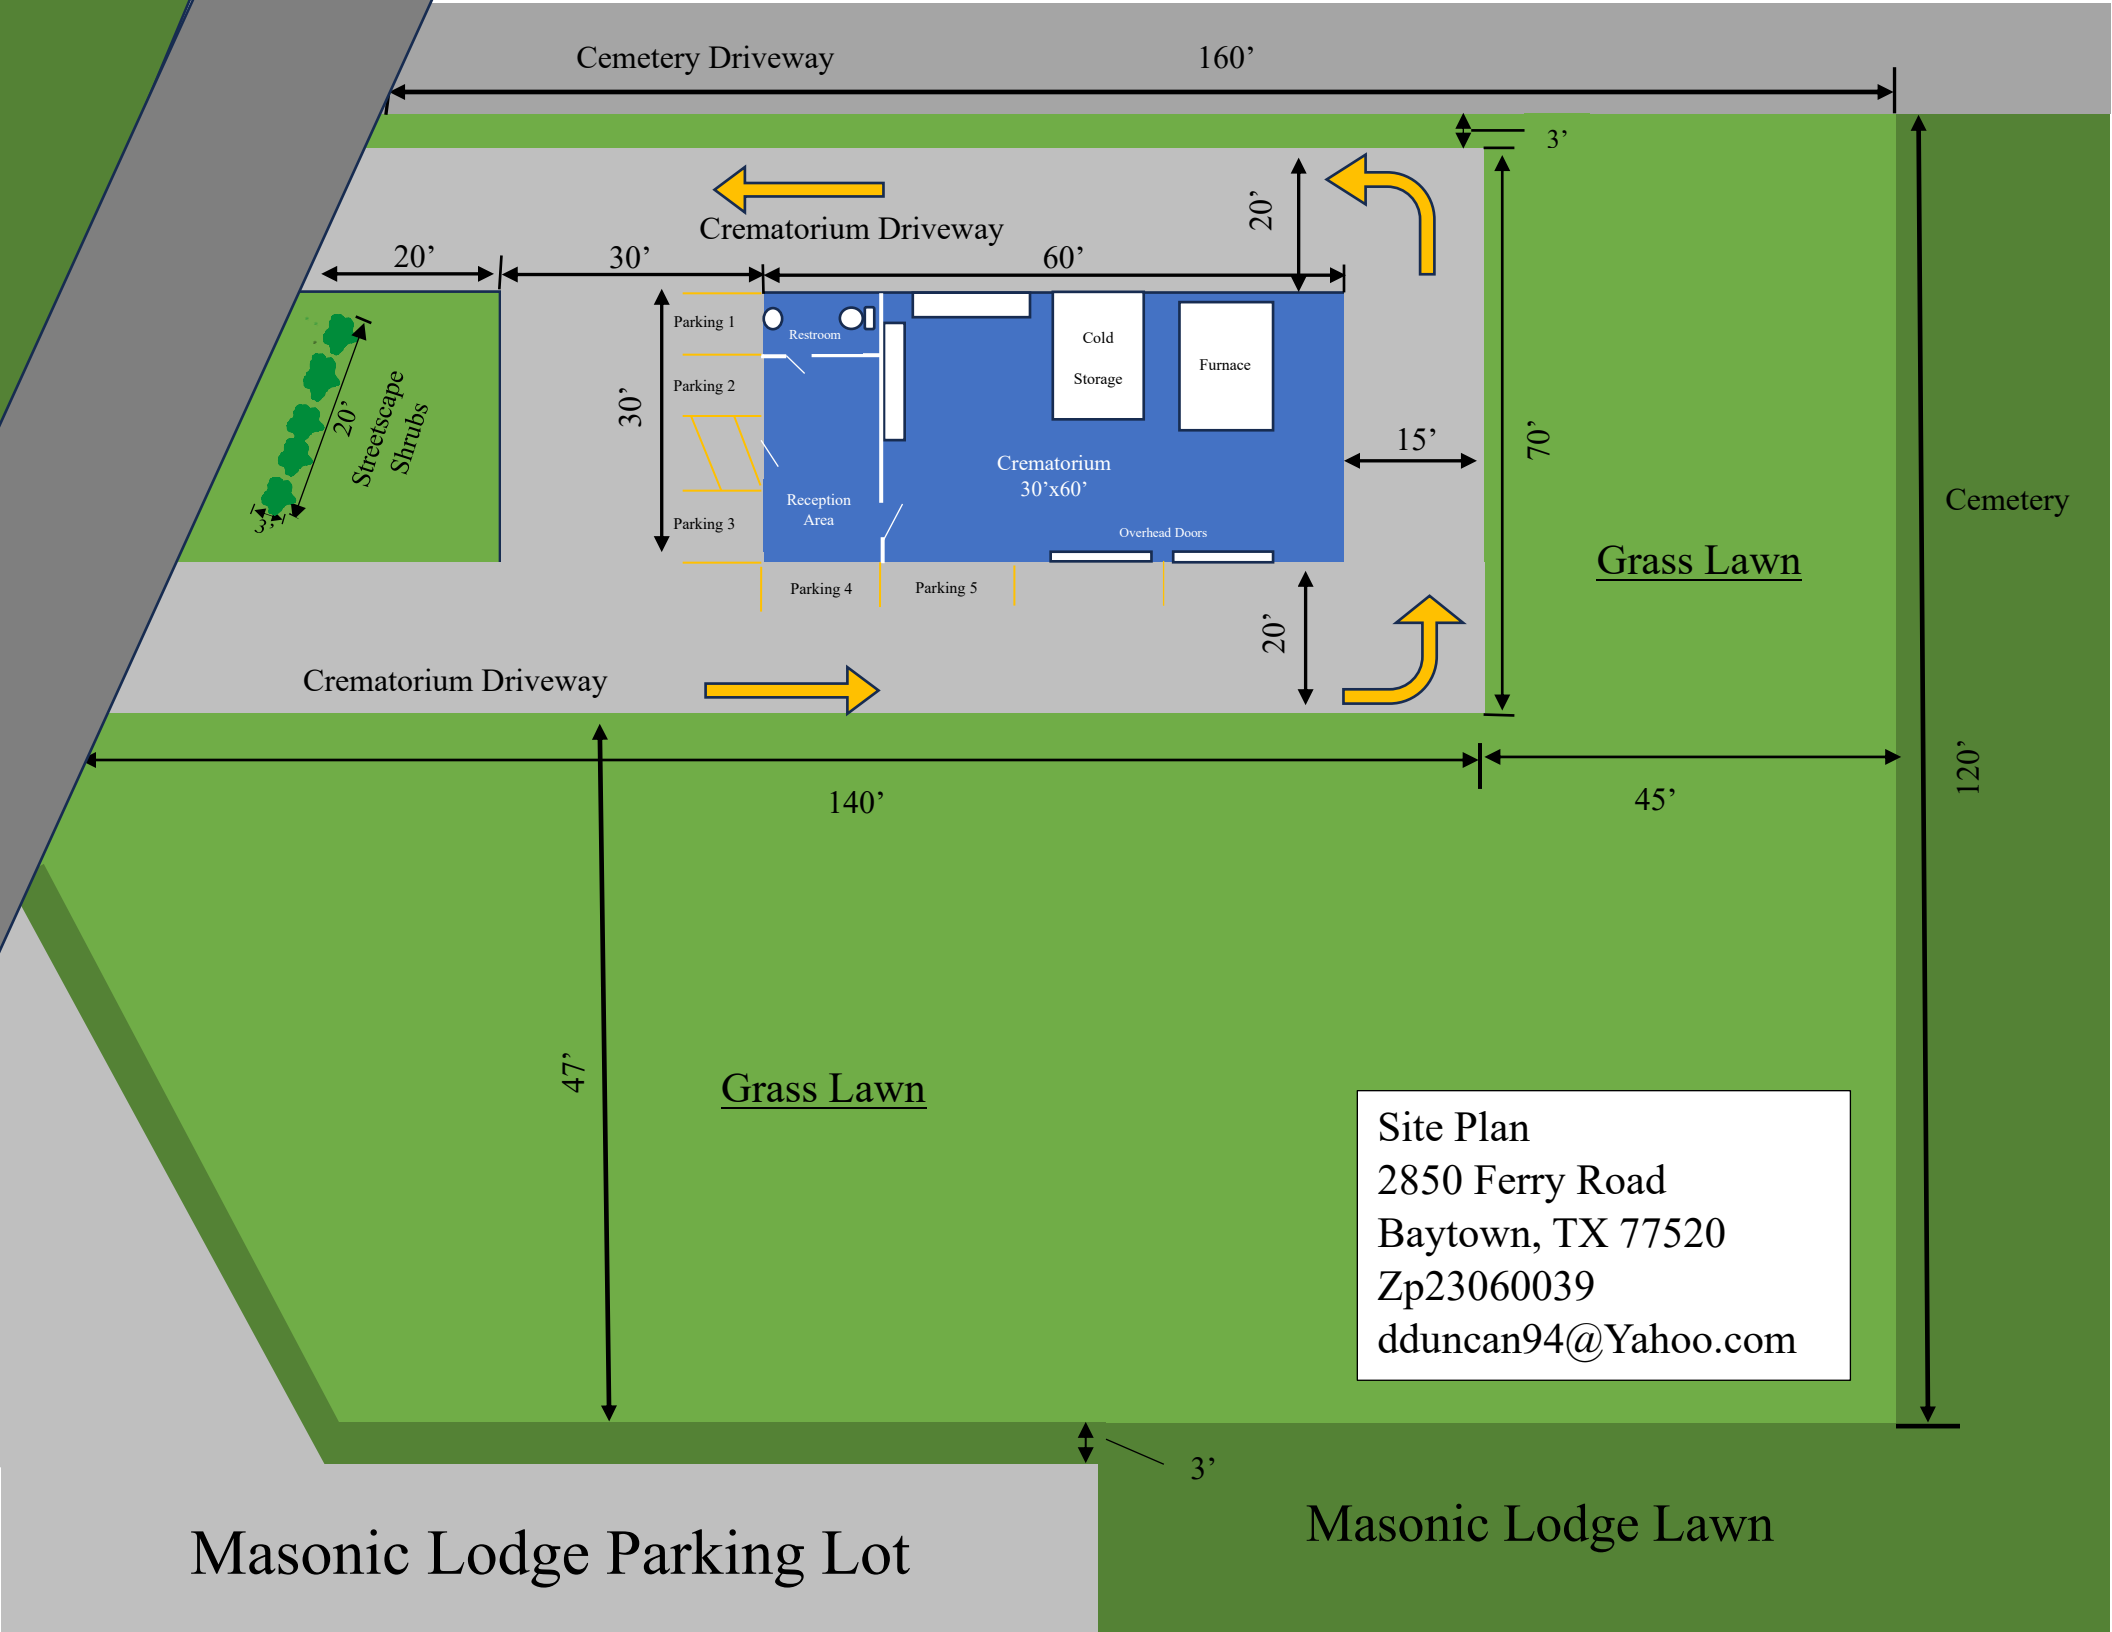 Cemetery Driveway
160’
3’
20’
Crematorium Driveway
20’
30’
60’
Parking 1
Restroom
Cold
Storage
Furnace
Parking 2
30’
20’
Streetscape
Shrubs
3’
15’
70’
Crematorium
30’x60’
Reception
Area
Parking 3
Overhead Doors
Cemetery
Grass Lawn
Parking 4
Parking 5
20’
Crematorium Driveway
140’
45’
120’
47’
Grass Lawn
Site Plan
2850 Ferry Road
Baytown, TX 77520
Zp23060039
dduncan94@Yahoo.com
3’
Masonic Lodge Parking Lot
Masonic Lodge Lawn